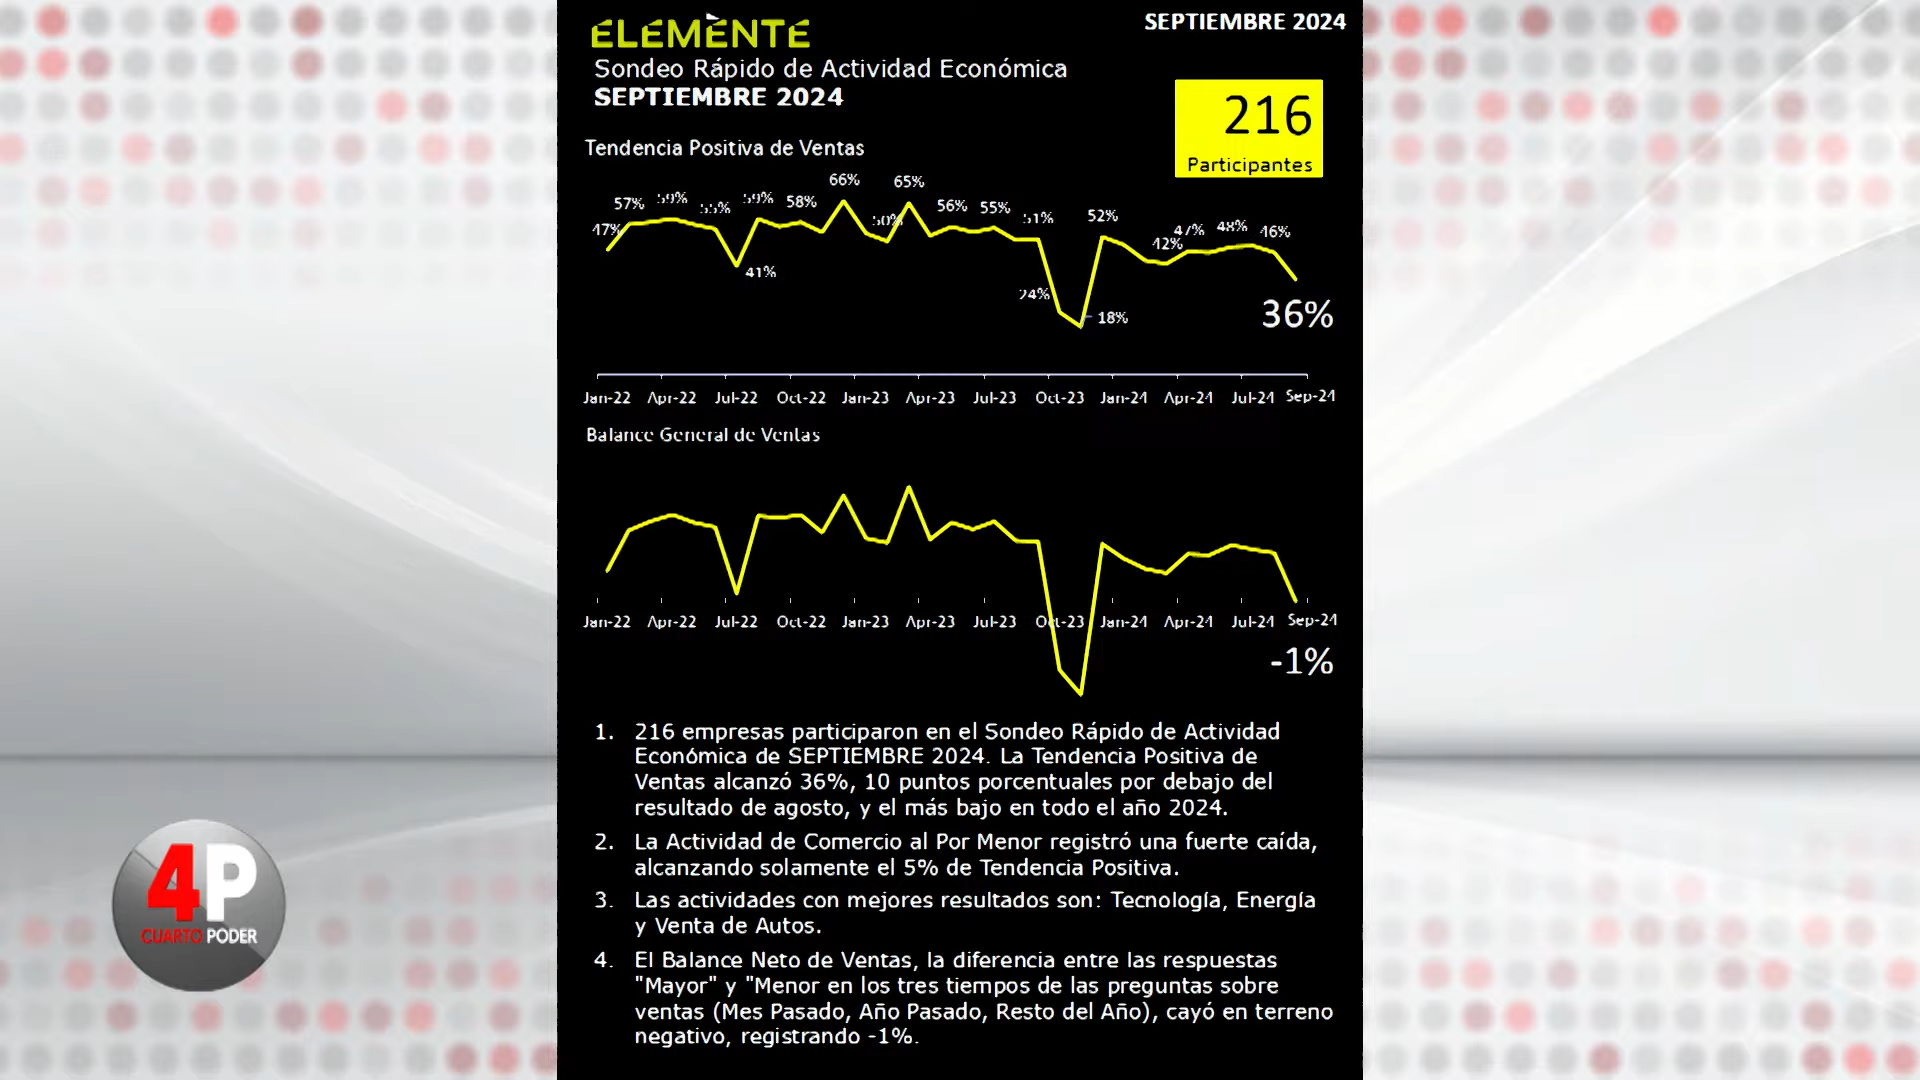 ELEMÈNTE
SEPTIEMBRE 2024
Sondeo Rápido de Actividad Económica
SEPTIEMBRE 2024
216
Participantes
Tendencia Positiva de Ventas
47% 57% 59% 55% 41% 59% 58% 66% 50% 65% 56% 55% 51% 24% 18% 52% 42% 47% 48% 46%
36%
Jan-22 Apr-22 Jul-22 Oct-22 Jan-23 Apr-23 Jul-23 Oct-23 Jan-24 Apr-24 Jul-24 Sep-24
Balance General de Ventas
Jan-22 Apr-22 Jul-22 Oct-22 Jan-23 Apr-23 Jul-23 Oct-23 Jan-24 Apr-24 Jul-24 Sep-24
-1%
1. 216 empresas participaron en el Sondeo Rápido de Actividad
Económica de SEPTIEMBRE 2024. La Tendencia Positiva de
Ventas alcanzó 36%, 10 puntos porcentuales por debajo del
resultado de agosto, y el más bajo en todo el año 2024.
2. La Actividad de Comercio al Por Menor registró una fuerte caída,
alcanzando solamente el 5% de Tendencia Positiva.
3. Las actividades con mejores resultados son: Tecnología, Energía
y Venta de Autos.
4. El Balance Neto de Ventas, la diferencia entre las respuestas
"Mayor" y "Menor en los tres tiempos de las preguntas sobre
ventas (Mes Pasado, Año Pasado, Resto del Año), cayó en terreno
negativo, registrando -1%.
4P
CUARTO PODER